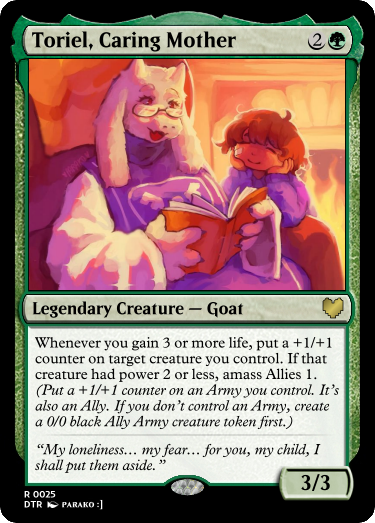 Toriel, Caring Mother 2
Legendary Creature — Goat
Whenever you gain 3 or more life, put a +1/+1
counter on target creature you control. If that
creature had power 2 or less, amass Allies 1.
(Put a +1/+1 counter on an Army you control. It’s
also an Ally. If you don’t control an Army, create
a 0/0 black Ally Army creature token first.)
“My loneliness… my fear… for you, my child, I
shall put them aside.”
3/3
R 0025
DTR PARAKO :]